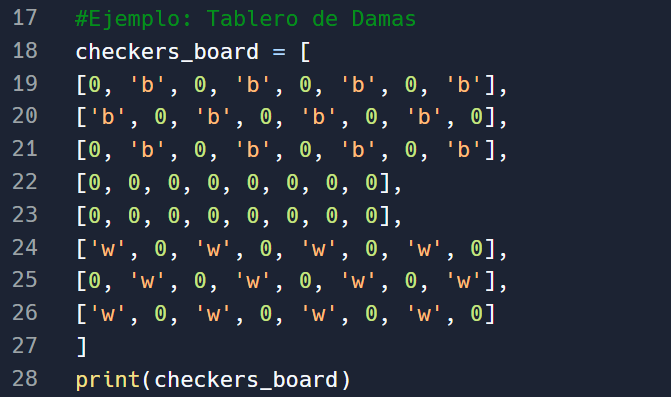 17 #Ejemplo: Tablero de Damas
18 checkers_board = [
19 [0, 'b', 0, 'b', 0, 'b', 0, 'b'],
20 ['b', 0, 'b', 0, 'b', 0, 'b', 0],
21 [0, 'b', 0, 'b', 0, 'b', 0, 'b'],
22 [0, 0, 0, 0, 0, 0, 0, 0],
23 [0, 0, 0, 0, 0, 0, 0, 0],
24 ['w', 0, 'w', 0, 'w', 0, 'w', 0],
25 [0, 'w', 0, 'w', 0, 'w', 0, 'w'],
26 ['w', 0, 'w', 0, 'w', 0, 'w', 0]
27 ]
28 print(checkers_board)